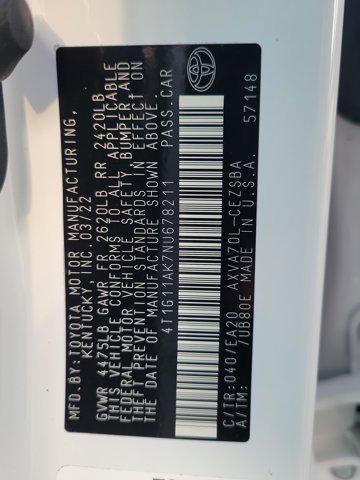 MFD.BY:TOYOTA MOTOR MANUFACTURING,
KENTUCKY, INC. 03/22
GVWR 4475LB GAWR FR 2620LB RR 2420LB
THIS VEHICLE CONFORMS TO ALL APPLICABLE
FEDERAL MOTOR VEHICLE SAFETY, BUMPER, AND
THEFT PREVENTION STANDARDS IN EFFECT ON
THE DATE OF MANUFACTURE SHOWN ABOVE
4T1G11AK7NU678211 PASS.CAR
C/TR:040/EA20 AXVA70L-CEZSBA
A/TM: /UB80E MADE IN U.S.A. 57148